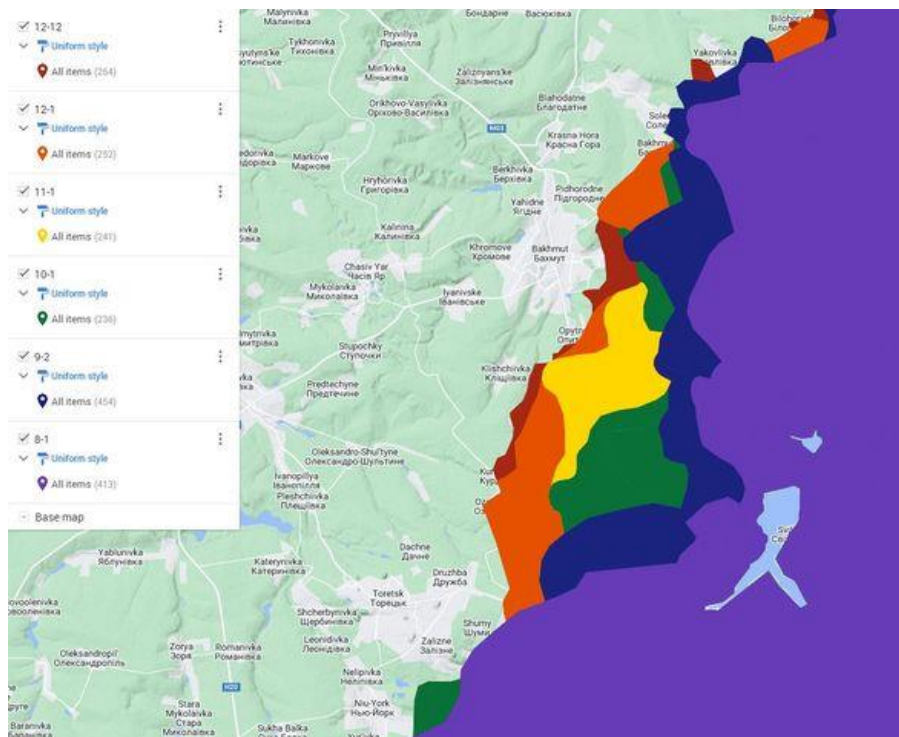 12-12
Uniform style
All items (264)
12-1
Uniform style
All items (252)
11-1
Uniform style
All items (241)
10-1
Uniform style
All items (236)
9-2
Uniform style
All items (454)
8-1
Uniform style
All items (413)
Base map
Malynivka
Малинівка
Bondarne
Бондарне
Vasiukivka
Васюківка
Tykhonivka
Тихонівка
Pryvillia
Привілля
Min'kivka
Міньківка
Zaliznyans'ke
Залізнянське
Yakovlivka
Orikhovo-Vasylivka
Оріхово-Василівка
Blahodatne
Благодатне
M03
Krasna Hora
Красна Гора
Markove
Маркове
Hryhorivka
Григорівка
Berkhivka
Берхівка
Pidhorodne
Підгородне
Yahidne
Ягідне
Kalinina
Калинівка
Khromove
Хромове
Bakhmut
Бахмут
Chasiv Yar
Часів Яр
Mykolaivka
Миколаївка
Ivanivske
Іванівське
Stupochky
Ступочки
Klishchiivka
Кліщіївка
Predtechyne
Предтечине
Oleksandro-Shul'tyne
Олександро-Шультине
Ivanopillya
Іванопілля
Pleshchiivka
Плещіївка
Yablunivka
Яблунівка
Katerynivka
Катеринівка
Dachne
Дачне
Druzhba
Дружба
Toretsk
Торецьк
Shcherbynivka
Щербинівка
Leonidivka
Леонідівка
Shumy
Шуми
Zalizne
Залізне
Oleksandropil'
Олександропіль
Zorya
Зоря
Romanivka
Романівка
Nelipivka
Неліпівка
H20
Stara
Mykolaivka
Стара
Миколаївка
Niu-York
Нью-Йорк
Sukha Balka